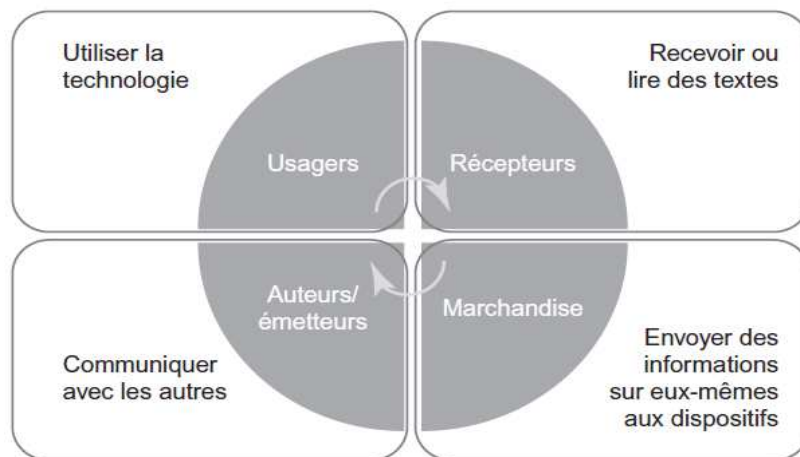 Utiliser la
technologie
Recevoir ou
lire des textes
Usagers
Récepteurs
Auteurs/
émetteurs
Marchandise
Communiquer
avec les autres
Envoyer des
informations
sur eux-mêmes
aux dispositifs